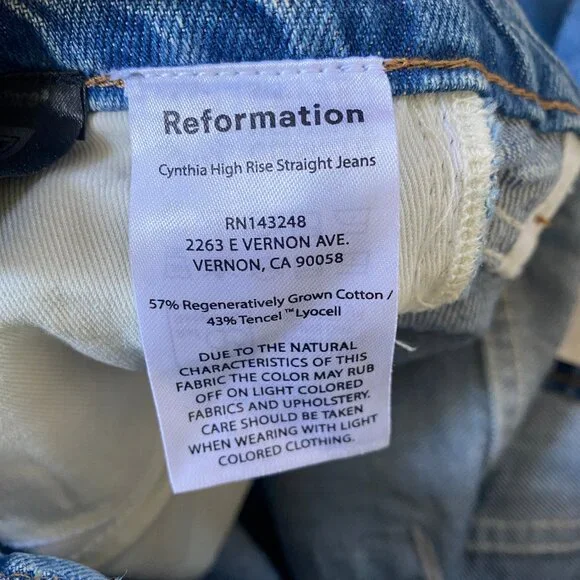 Reformation
Cynthia High Rise Straight Jeans
RN143248
2263 E VERNON AVE.
VERNON, CA 90058
57% Regeneratively Grown Cotton /
43% Tencel ™Lyocell
DUE TO THE NATURAL
CHARACTERISTICS OF THIS
FABRIC THE COLOR MAY RUB
OFF ON LIGHT COLORED
FABRICS AND UPHOLSTERY.
CARE SHOULD BE TAKEN
WHEN WEARING WITH LIGHT
COLORED CLOTHING.